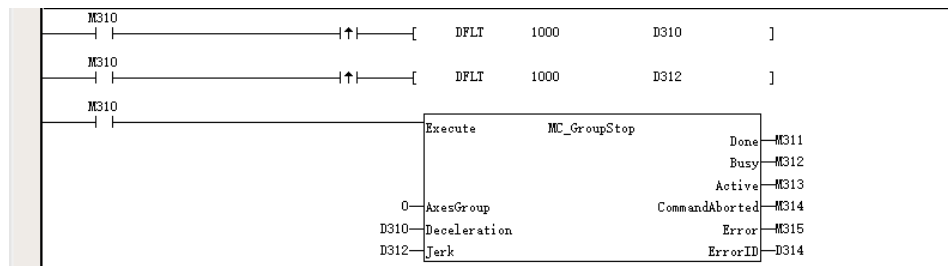 M310
DFLT 1000 D310
M310
DFLT 1000 D312
M310
Execute MC_GroupStop
Done M311
Busy M312
Active M313
0 AxesGroup CommandAborted M314
D310 Deceleration Error M315
D312 Jerk ErrorID D314